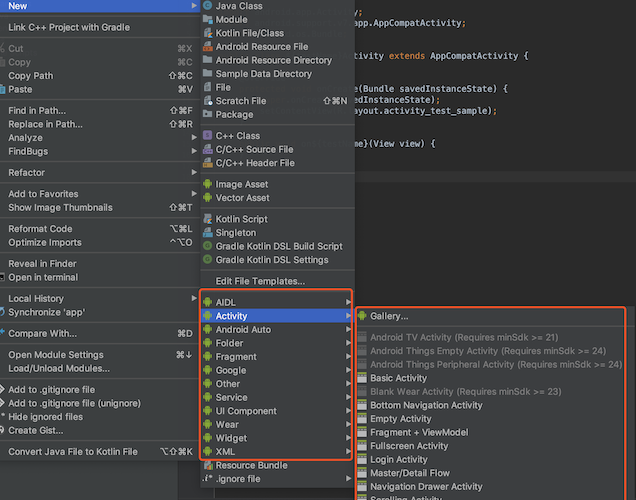 New
Link C++ Project with Gradle
Cut ⌘X
Copy ⌘C
Copy Path ⇧⌘C
Paste ⌘V
Find in Path... ⇧⌘F
Replace in Path... ⇧⌘R
Analyze
FindBugs
Refactor
Add to Favorites
Show Image Thumbnails ⇧⌘T
Reformat Code ⌥⌘L
Optimize Imports ^⌥O
Reveal in Finder
Open in terminal
Local History
Synchronize 'app'
Compare With... ⌘D
Open Module Settings ⌘↓
Load/Unload Modules...
Add to .gitignore file
Add to .gitignore file (unignore)
Hide ignored files
Create Gist...
Convert Java File to Kotlin File ⌥⇧⌘K
Java Class
Module
Kotlin File/Class
Android Resource File
Android Resource Directory
Sample Data Directory
File
Scratch File ⇧⌘N
Package
C++ Class
C/C++ Source File
C/C++ Header File
Image Asset
Vector Asset
Kotlin Script
Singleton
Gradle Kotlin DSL Build Script
Gradle Kotlin DSL Settings
Edit File Templates...
AIDL
Activity
Android Auto
Folder
Fragment
Google
Other
Service
UI Component
Wear
Widget
XML
Resource Bundle
.ignore file
y;
app.AppCompatActivity;
tivity extends AppCompatActivity {
e(Bundle savedInstanceState) {
edInstanceState);
ayout.activity_test_sample);
me}(View view) {
Gallery...
Android TV Activity (Requires minSdk >= 21)
Android Things Empty Activity (Requires minSdk >= 24)
Android Things Peripheral Activity (Requires minSdk >= 24)
Basic Activity
Blank Wear Activity (Requires minSdk >= 23)
Bottom Navigation Activity
Empty Activity
Fragment + ViewModel
Fullscreen Activity
Login Activity
Master/Detail Flow
Navigation Drawer Activity
Scrolling Activity